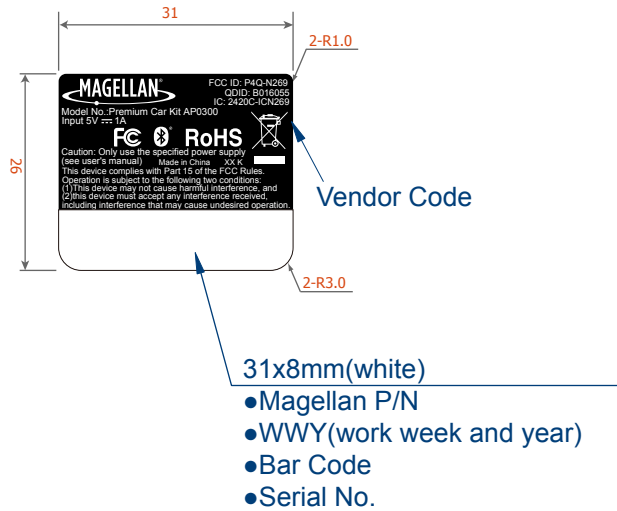 31
2-R1.0
26
MAGELLAN®
FCC ID: P4Q-N269
QDID: B016055
IC: 2420C-ICN269
Model No.:Premium Car Kit AP0300
Input 5V ⎓ 1A
FC RoHS
Caution: Only use the specified power supply
(see user's manual) Made in China XX K
This device complies with Part 15 of the FCC Rules.
Operation is subject to the following two conditions:
(1)This device may not cause harmful interference, and
(2)this device must accept any interference received,
including interference that may cause undesired operation.
Vendor Code
2-R3.0
31x8mm(white)
●Magellan P/N
●WWY(work week and year)
●Bar Code
●Serial No.